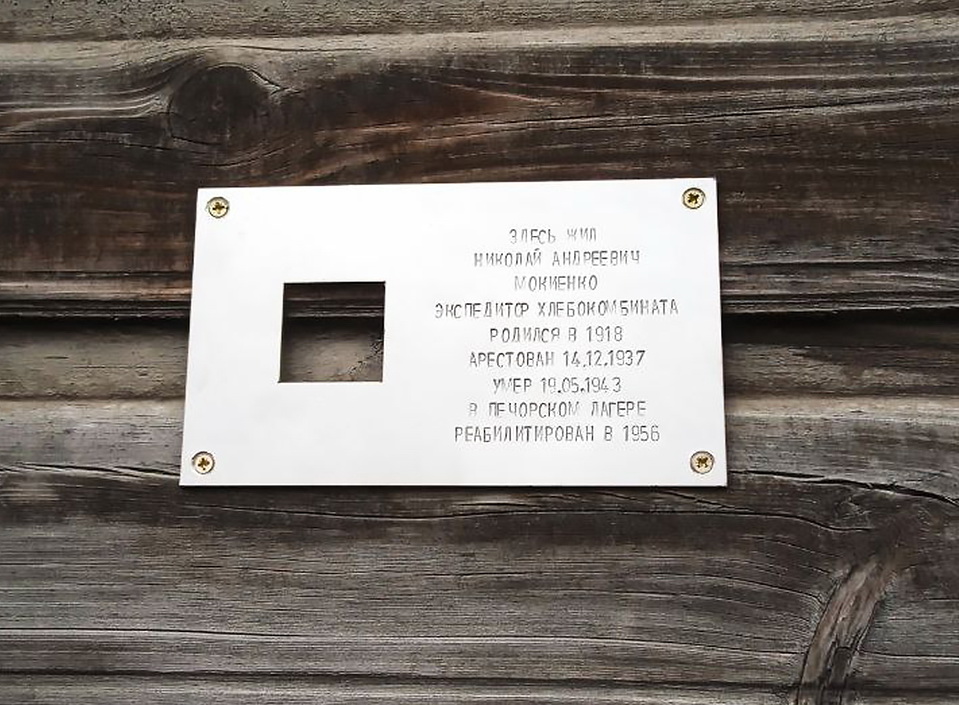 ЗДЕСЬ ЖИЛ
НИКОЛАЙ АНДРЕЕВИЧ
МОКИЕНКО
ЭКСПЕДИТОР ХЛЕБОКОМБИНАТА
РОДИЛСЯ В 1918
АРЕСТОВАН 14.12.1937
УМЕР 19.05.1943
В ПЕЧОРСКОМ ЛАГЕРЕ
РЕАБИЛИТИРОВАН В 1956